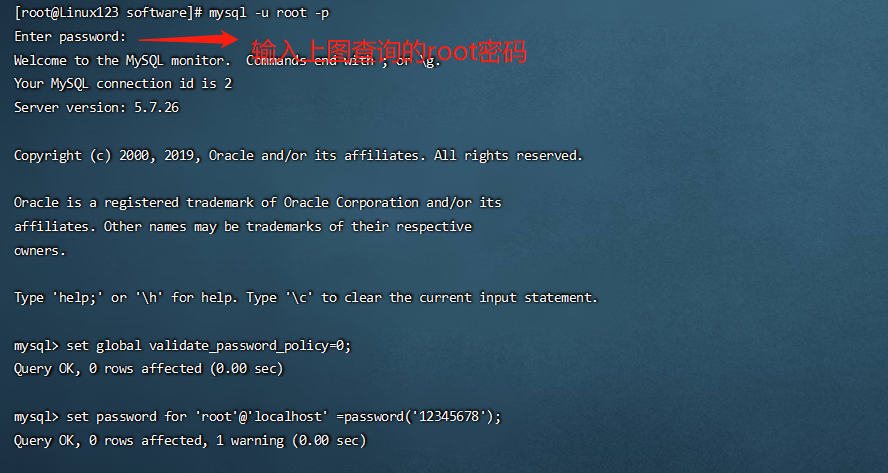 [root@Linux123 software]# mysql -u root -p
Enter password:
输入上图查询的root密码
Welcome to the MySQL monitor.  Commands end with ; or \g.
Your MySQL connection id is 2
Server version: 5.7.26
Copyright (c) 2000, 2019, Oracle and/or its affiliates. All rights reserved.
Oracle is a registered trademark of Oracle Corporation and/or its
affiliates. Other names may be trademarks of their respective
owners.
Type 'help;' or '\h' for help. Type '\c' to clear the current input statement.
mysql> set global validate_password_policy=0;
Query OK, 0 rows affected (0.00 sec)
mysql> set password for 'root'@'localhost' =password('12345678');
Query OK, 0 rows affected, 1 warning (0.00 sec)